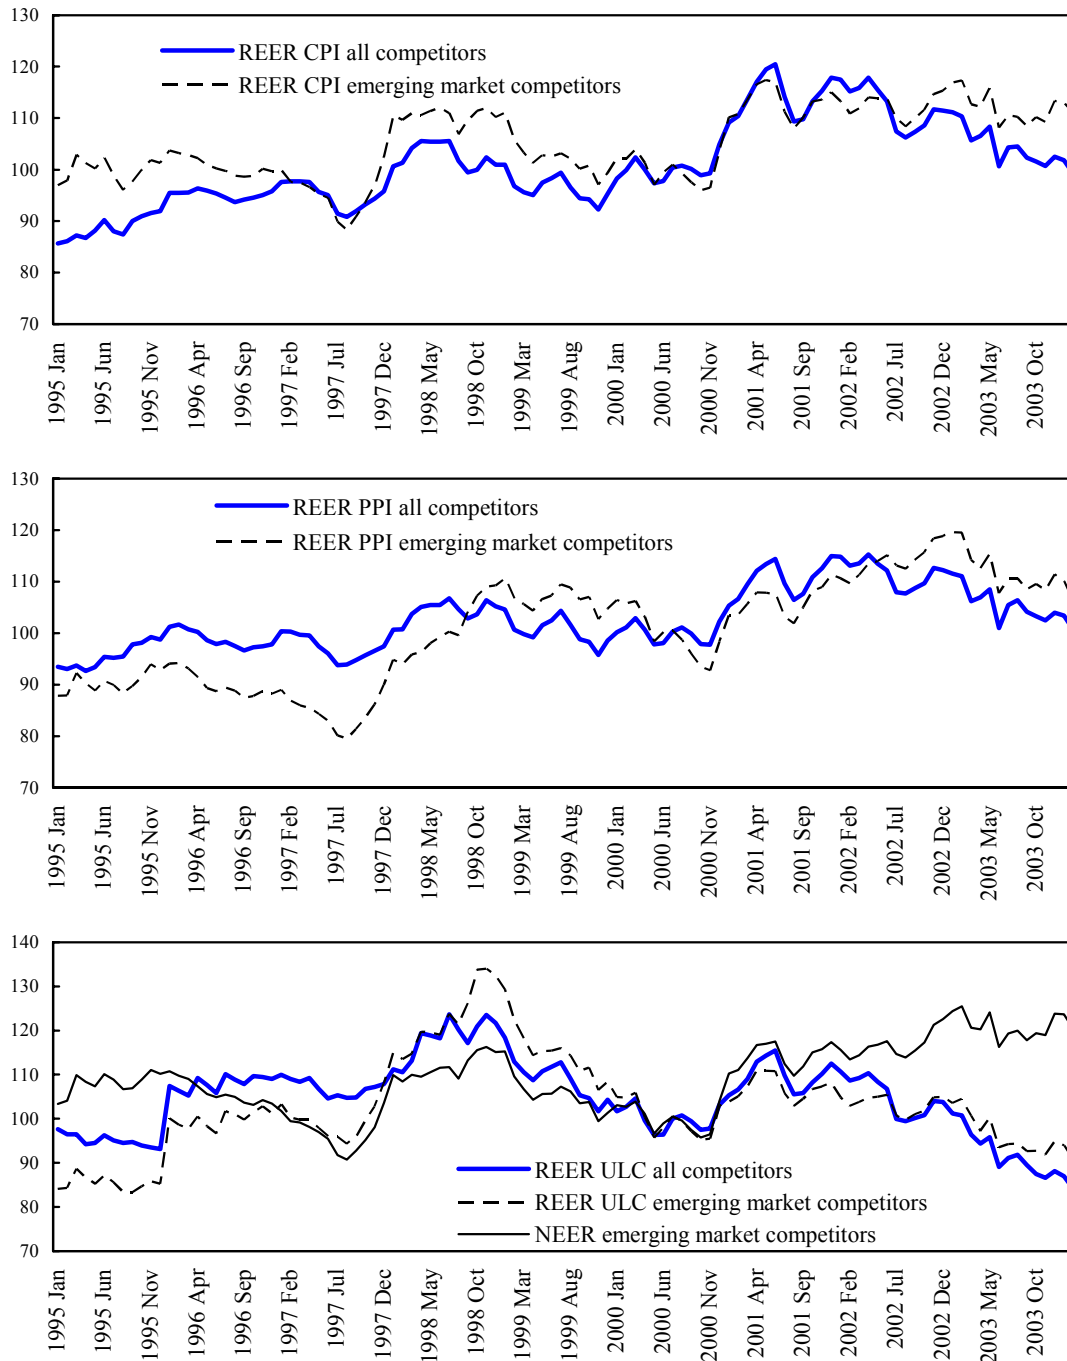 130
120
110
100
90
80
70
REER CPI all competitors
REER CPI emerging market competitors
1995 Jan
1995 Jun
1995 Nov
1996 Apr
1996 Sep
1997 Feb
1997 Jul
1997 Dec
1998 May
1998 Oct
1999 Mar
1999 Aug
2000 Jan
2000 Jun
2000 Nov
2001 Apr
2001 Sep
2002 Feb
2002 Jul
2002 Dec
2003 May
2003 Oct
130
120
110
100
90
80
70
REER PPI all competitors
REER PPI emerging market competitors
1995 Jan
1995 Jun
1995 Nov
1996 Apr
1996 Sep
1997 Feb
1997 Jul
1997 Dec
1998 May
1998 Oct
1999 Mar
1999 Aug
2000 Jan
2000 Jun
2000 Nov
2001 Apr
2001 Sep
2002 Feb
2002 Jul
2002 Dec
2003 May
2003 Oct
140
130
120
110
100
90
80
70
REER ULC all competitors
REER ULC emerging market competitors
NEER emerging market competitors
1995 Jan
1995 Jun
1995 Nov
1996 Apr
1996 Sep
1997 Feb
1997 Jul
1997 Dec
1998 May
1998 Oct
1999 Mar
1999 Aug
2000 Jan
2000 Jun
2000 Nov
2001 Apr
2001 Sep
2002 Feb
2002 Jul
2002 Dec
2003 May
2003 Oct